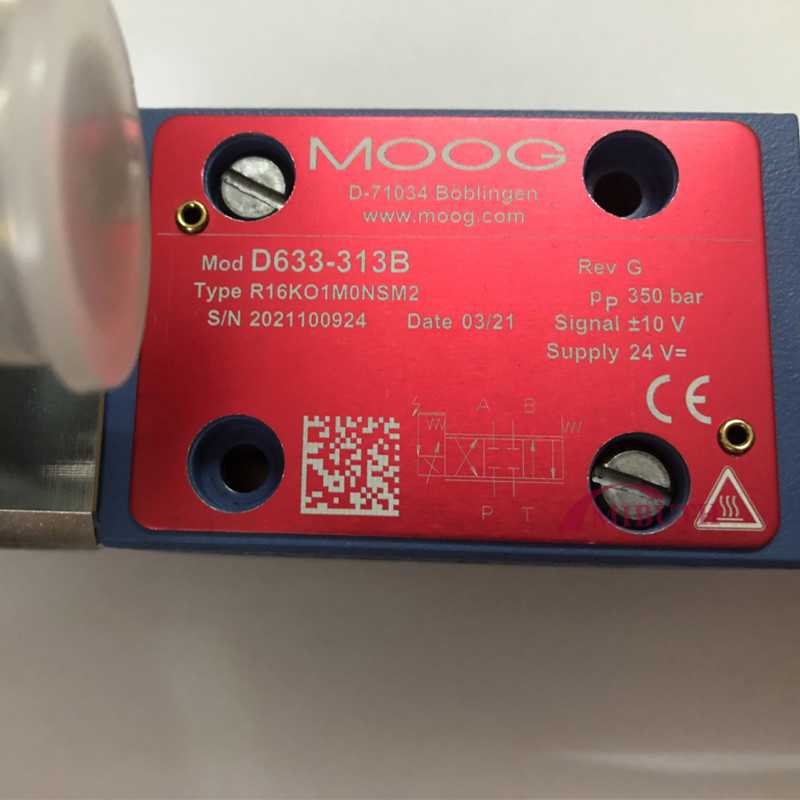 MOOG
D-71034 Böblingen
www.moog.com
Mod D633-313B
Rev G
Type R16KO1M0NSM2
pP 350 bar
S/N 2021100924 Date 03/21
Signal ±10 V
Supply 24 V=
CE
A B
P T